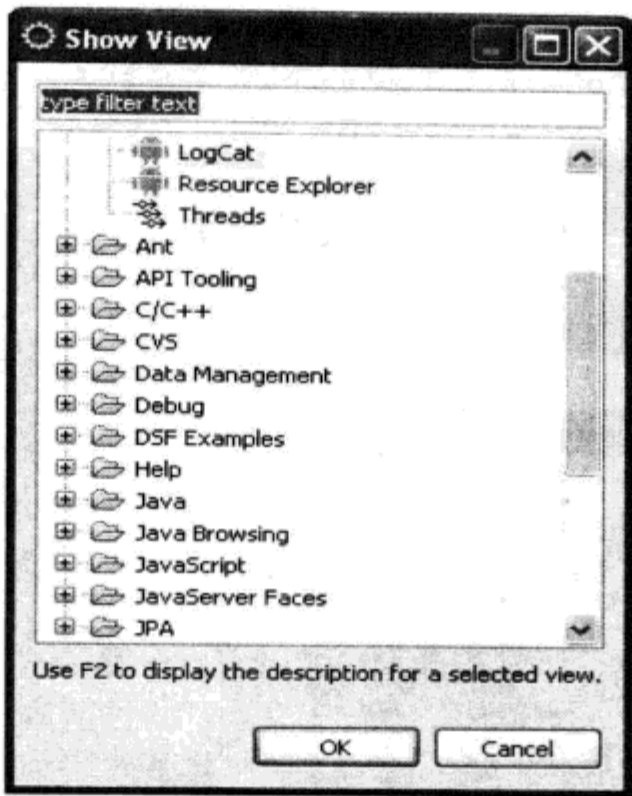 Show View
type filter text
LogCat
Resource Explorer
Threads
Ant
API Tooling
C/C++
CVS
Data Management
Debug
DSF Examples
Help
Java
Java Browsing
JavaScript
JavaServer Faces
JPA
Use F2 to display the description for a selected view.
OK
Cancel